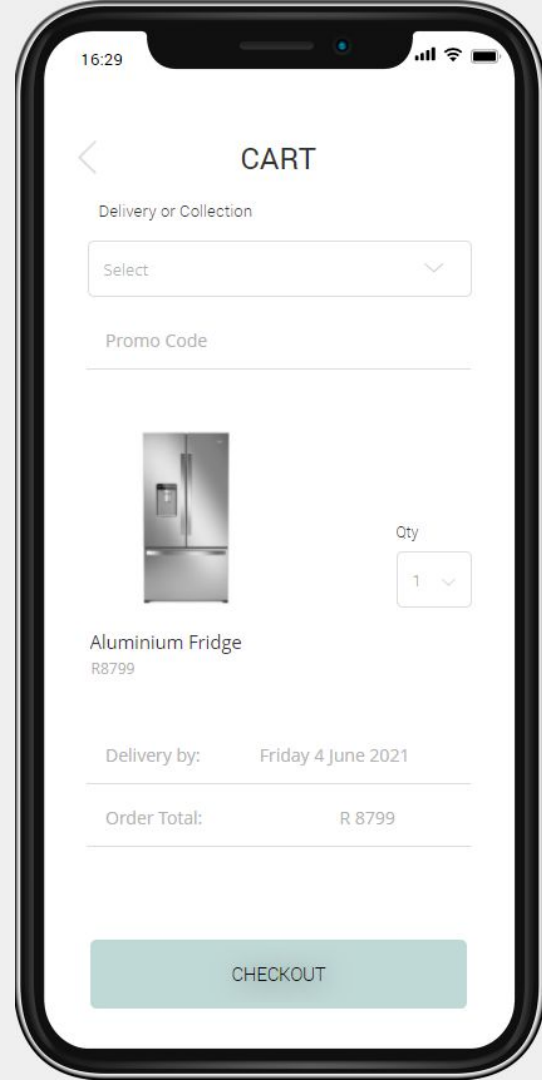 16:29
CART
Delivery or Collection
Select
Promo Code
Qty
1
Aluminium Fridge
R8799
Delivery by: Friday 4 June 2021
Order Total: R 8799
CHECKOUT